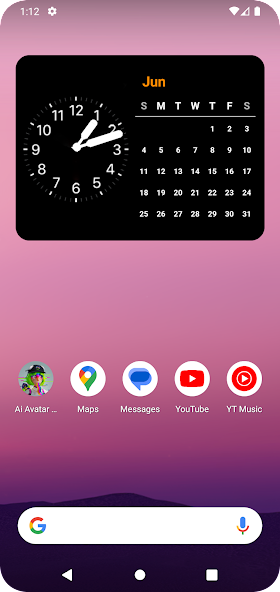 1:12
Jun
S M T W T F S
1 2 3
4 5 6 7 8 9 10
11 12 13 14 15 16 17
18 19 20 21 22 23 24
25 26 27 28 29 30 31
12
11 1
10 2
9 3
8 4
7 5
6
AI Avatar ... Maps Messages YouTube YT Music